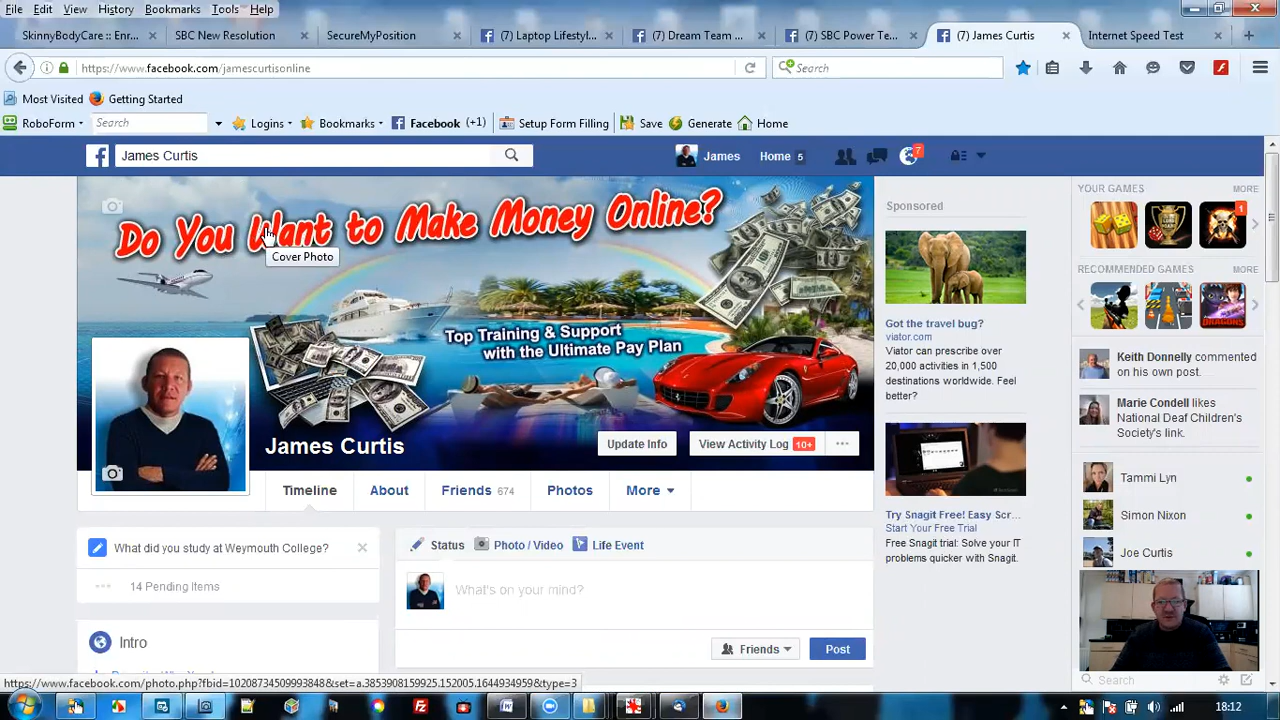 File Edit View History Bookmarks Tools Help
SkinnyBodyCare :: Enr... SBC New Resolution SecureMyPosition (7) Laptop Lifestyl... (7) Dream Team ... (7) SBC Power Te... (7) James Curtis Internet Speed Test
https://www.facebook.com/jamescurtisonline Search
Most Visited Getting Started
RoboForm Search Logins Bookmarks Facebook (+1) Setup Form Filling Save Generate Home
James Curtis James Home 5 7
Do You Want to Make Money Online?
Cover Photo
Top Training & Support
with the Ultimate Pay Plan
James Curtis
Update Info View Activity Log 10+ ...
Timeline About Friends 674 Photos More
What did you study at Weymouth College?
14 Pending Items
Intro
Status Photo / Video Life Event
What's on your mind?
Friends Post
Sponsored
Got the travel bug?
viator.com
Viator can prescribe over
20,000 activities in 1,500
destinations worldwide. Feel
better?
Try Snagit Free! Easy Scr...
Start Your Free Trial
Free Snagit trial: Solve your IT
problems quicker with Snagit.
YOUR GAMES MORE
1
RECOMMENDED GAMES MORE
DRAGONS
Keith Donnelly commented
on his own post.
Marie Condell likes
National Deaf Children's
Society's link.
Tammi Lyn
Simon Nixon
Joe Curtis
Search
https://www.facebook.com/photo.php?fbid=10208734509993848&set=a.3853908159925.152005.1644934959&type=3
18:12